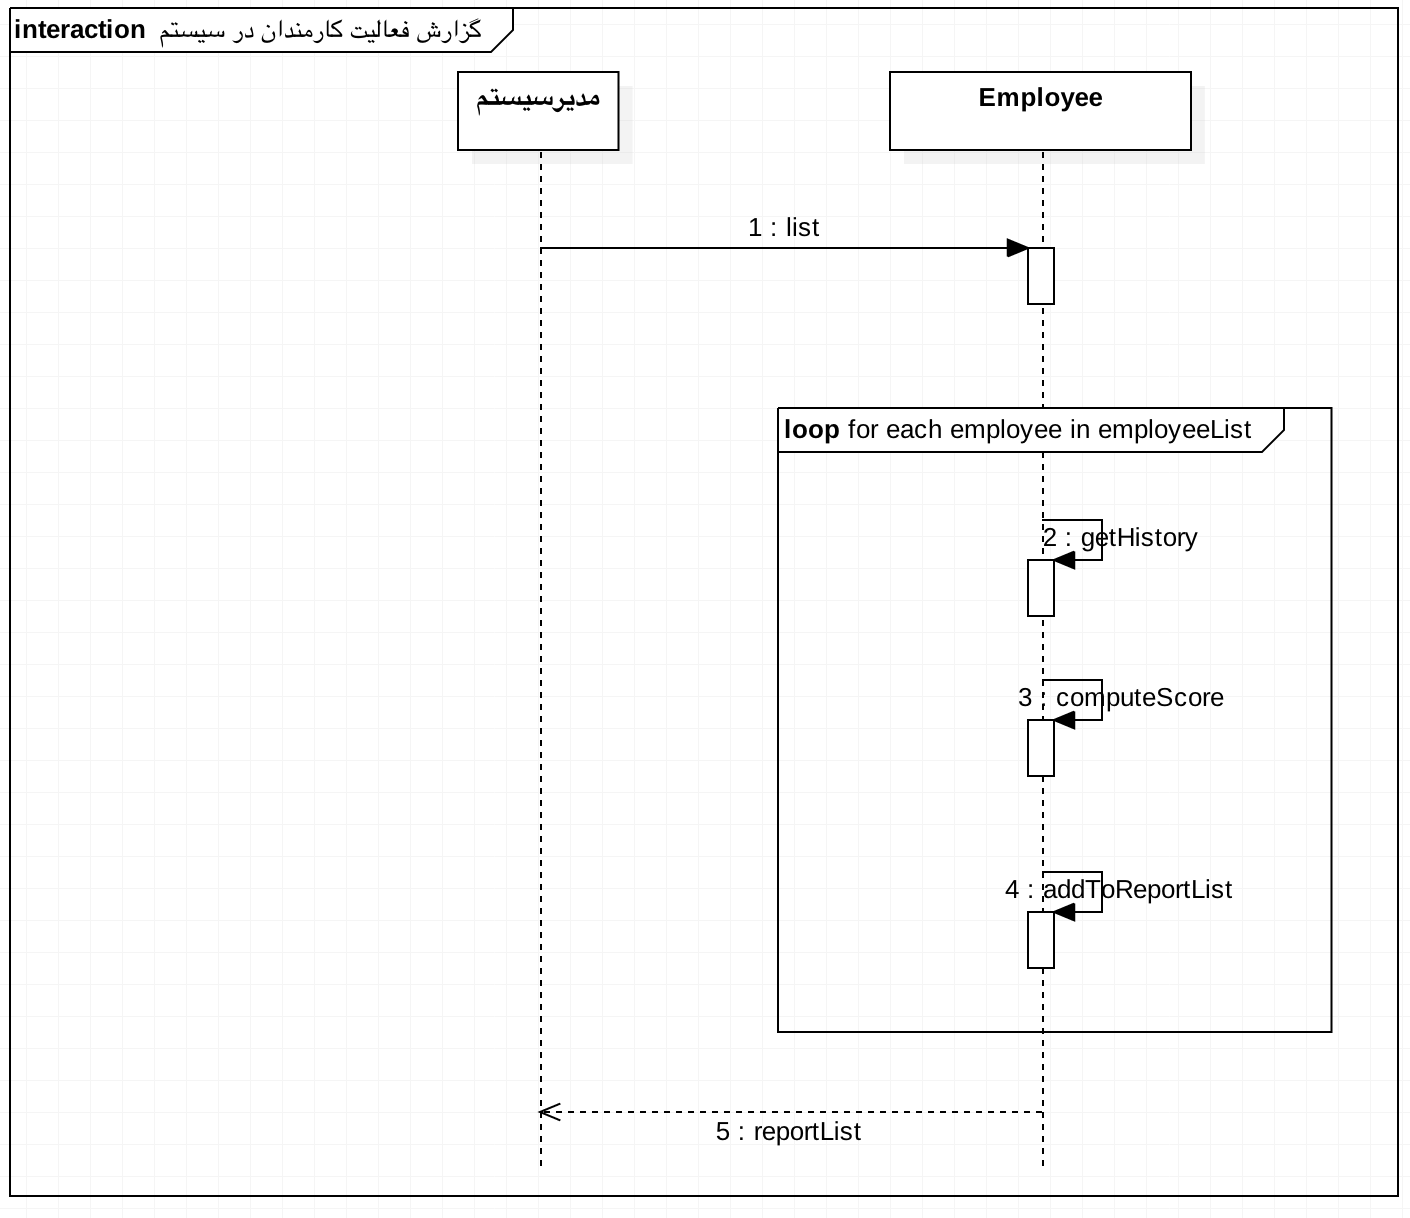 interaction گزارش فعالیت کارمندان در سیستم
مدیرسیستم
Employee
1 : list
loop for each employee in employeeList
2 : getHistory
3 : computeScore
4 : addToReportList
5 : reportList